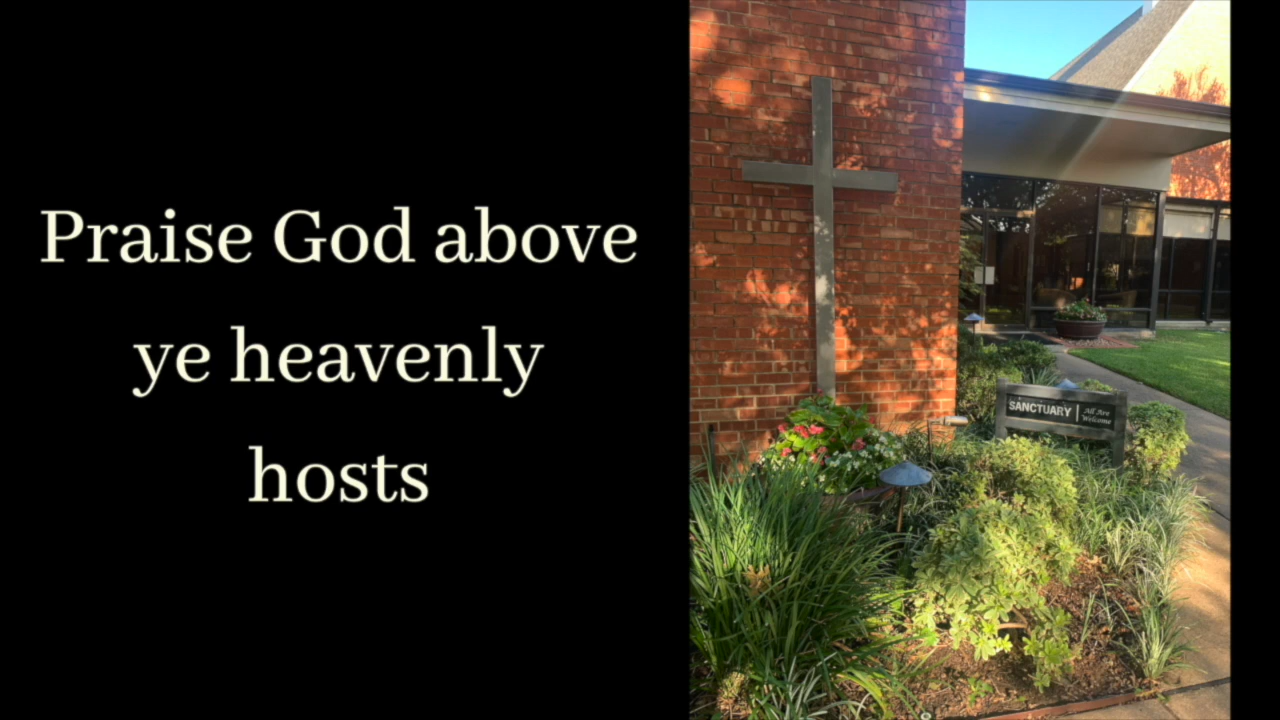 Praise God above
ye heavenly
hosts
SANCTUARY | All Are
Welcome